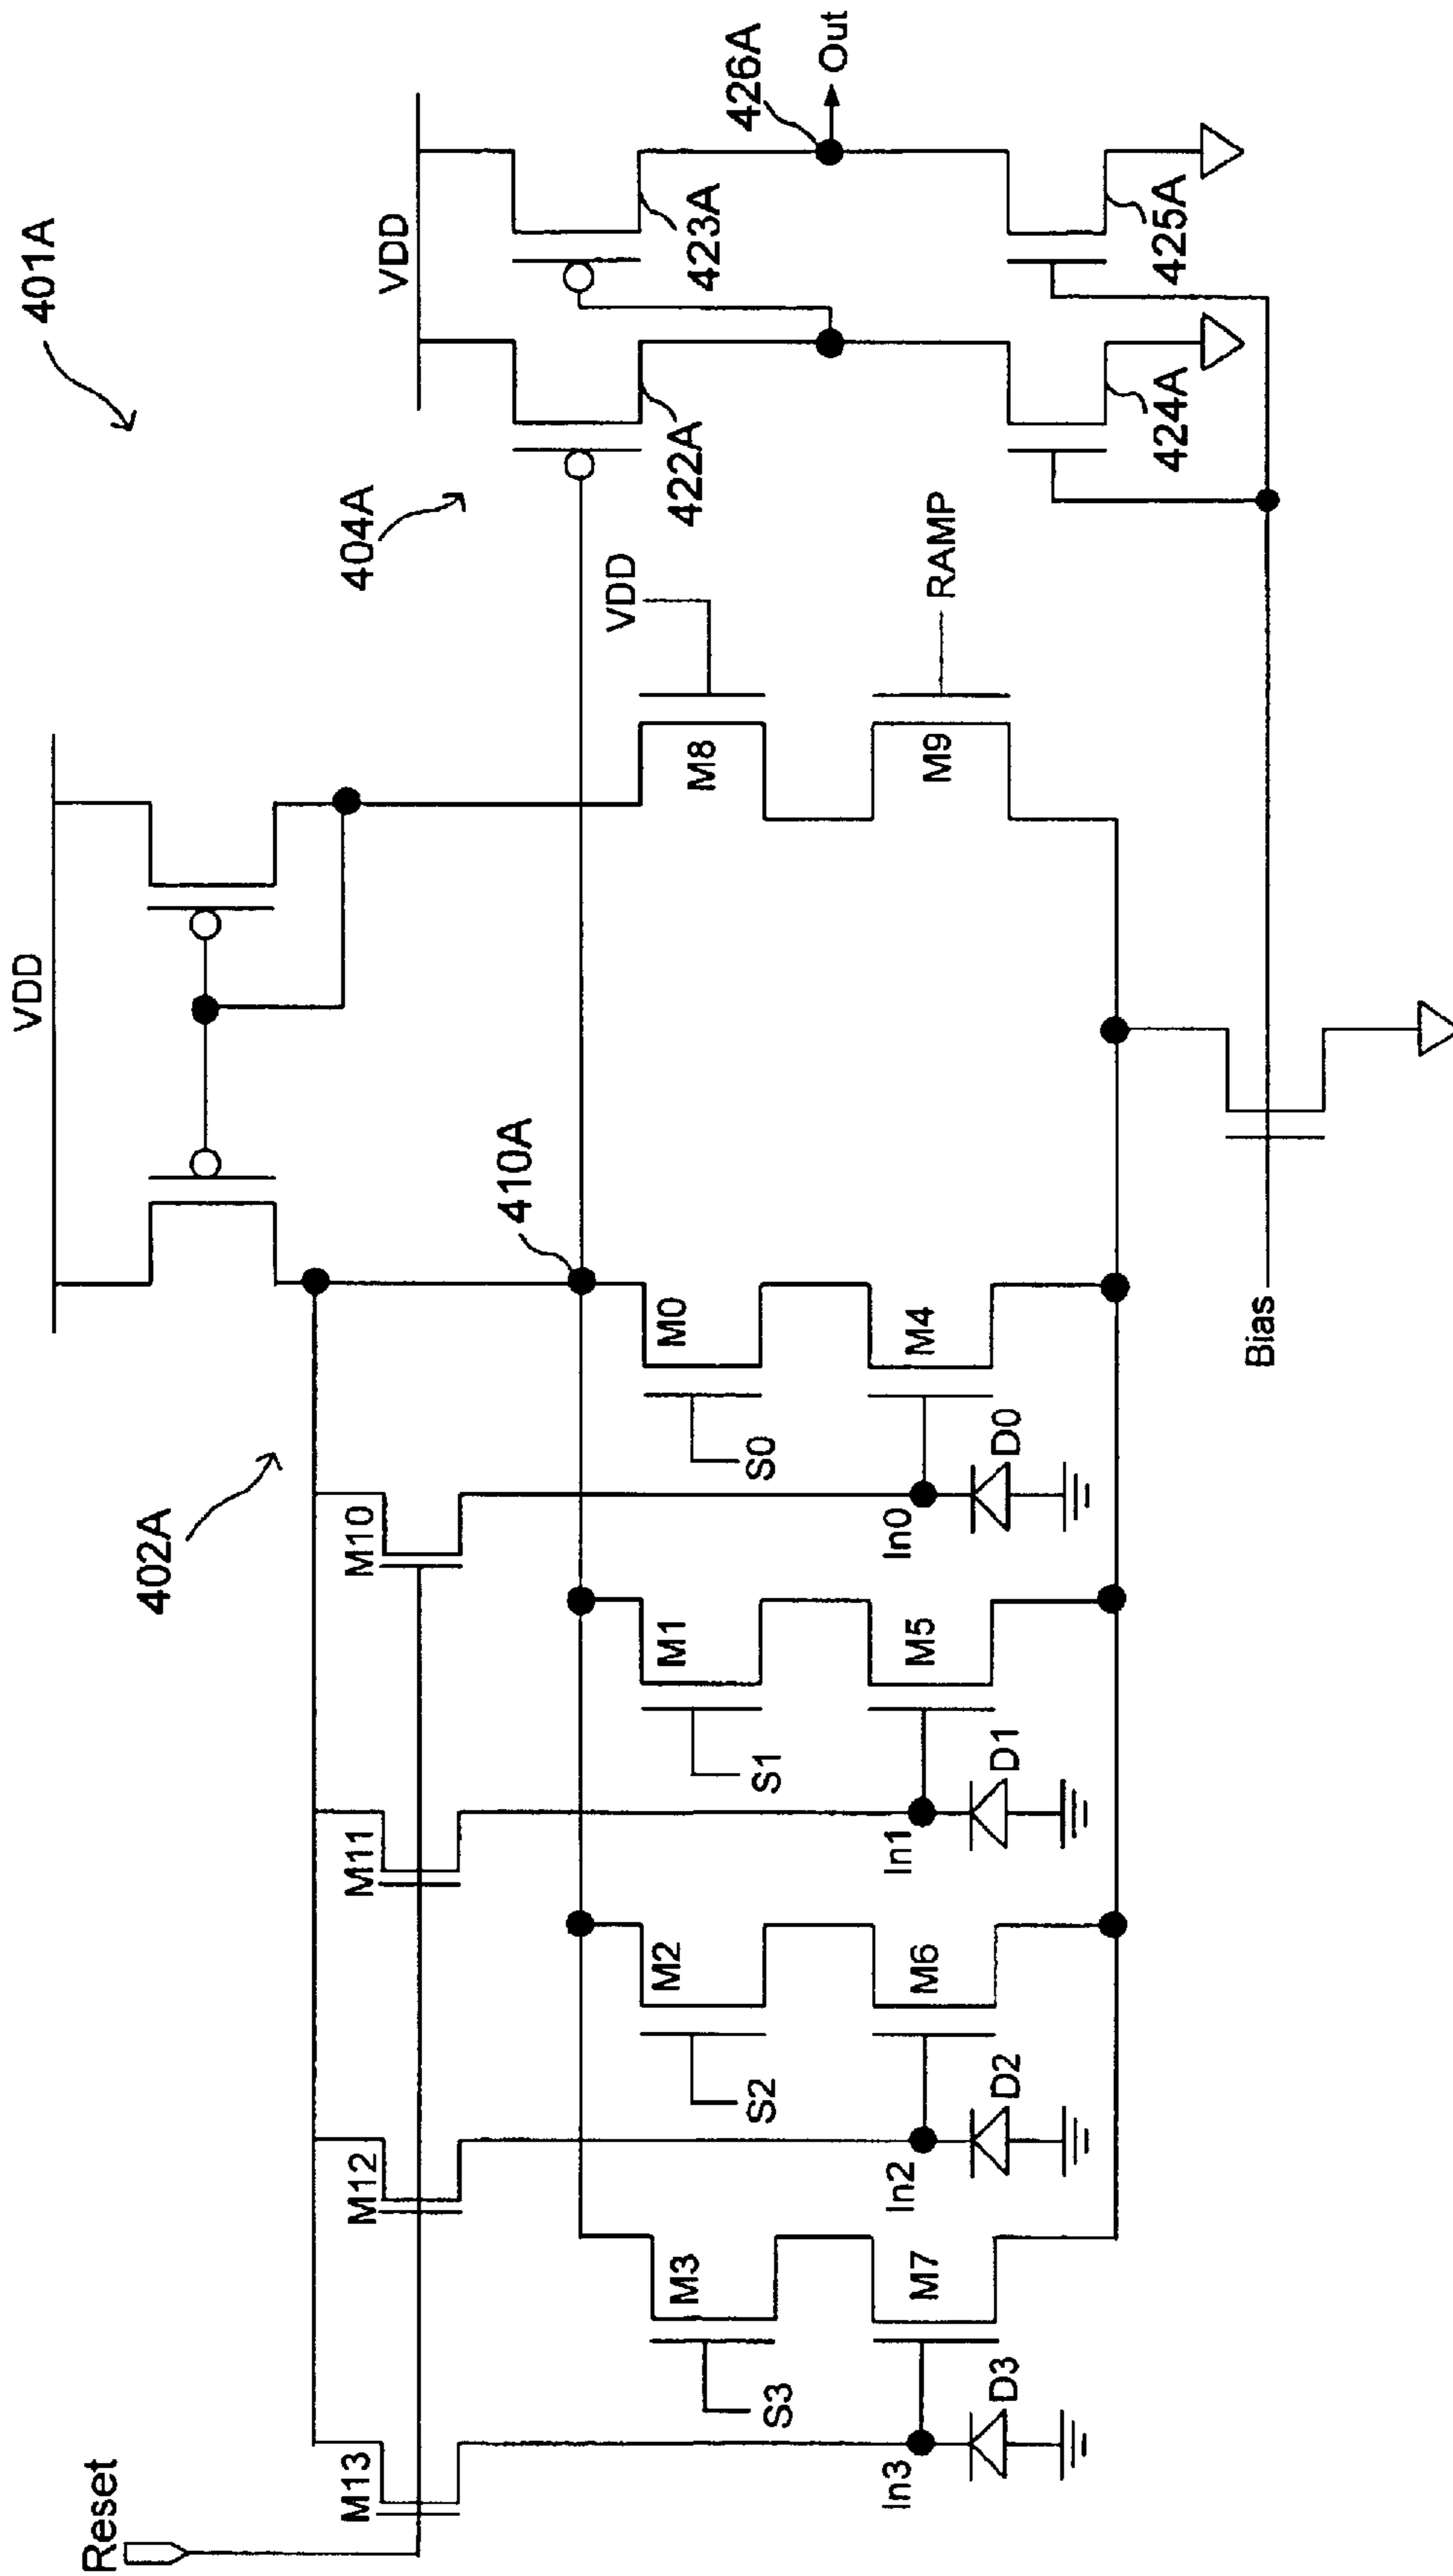 401A
VDD
VDD
402A
404A
Reset
M13
M12
M11
M10
410A
422A
423A
426A
Out
VDD
RAMP
M3
M2
M1
M0
M8
S3
S2
S1
S0
M7
M6
M5
M4
M9
In3
In2
In1
In0
D3
D2
D1
D0
424A
425A
Bias